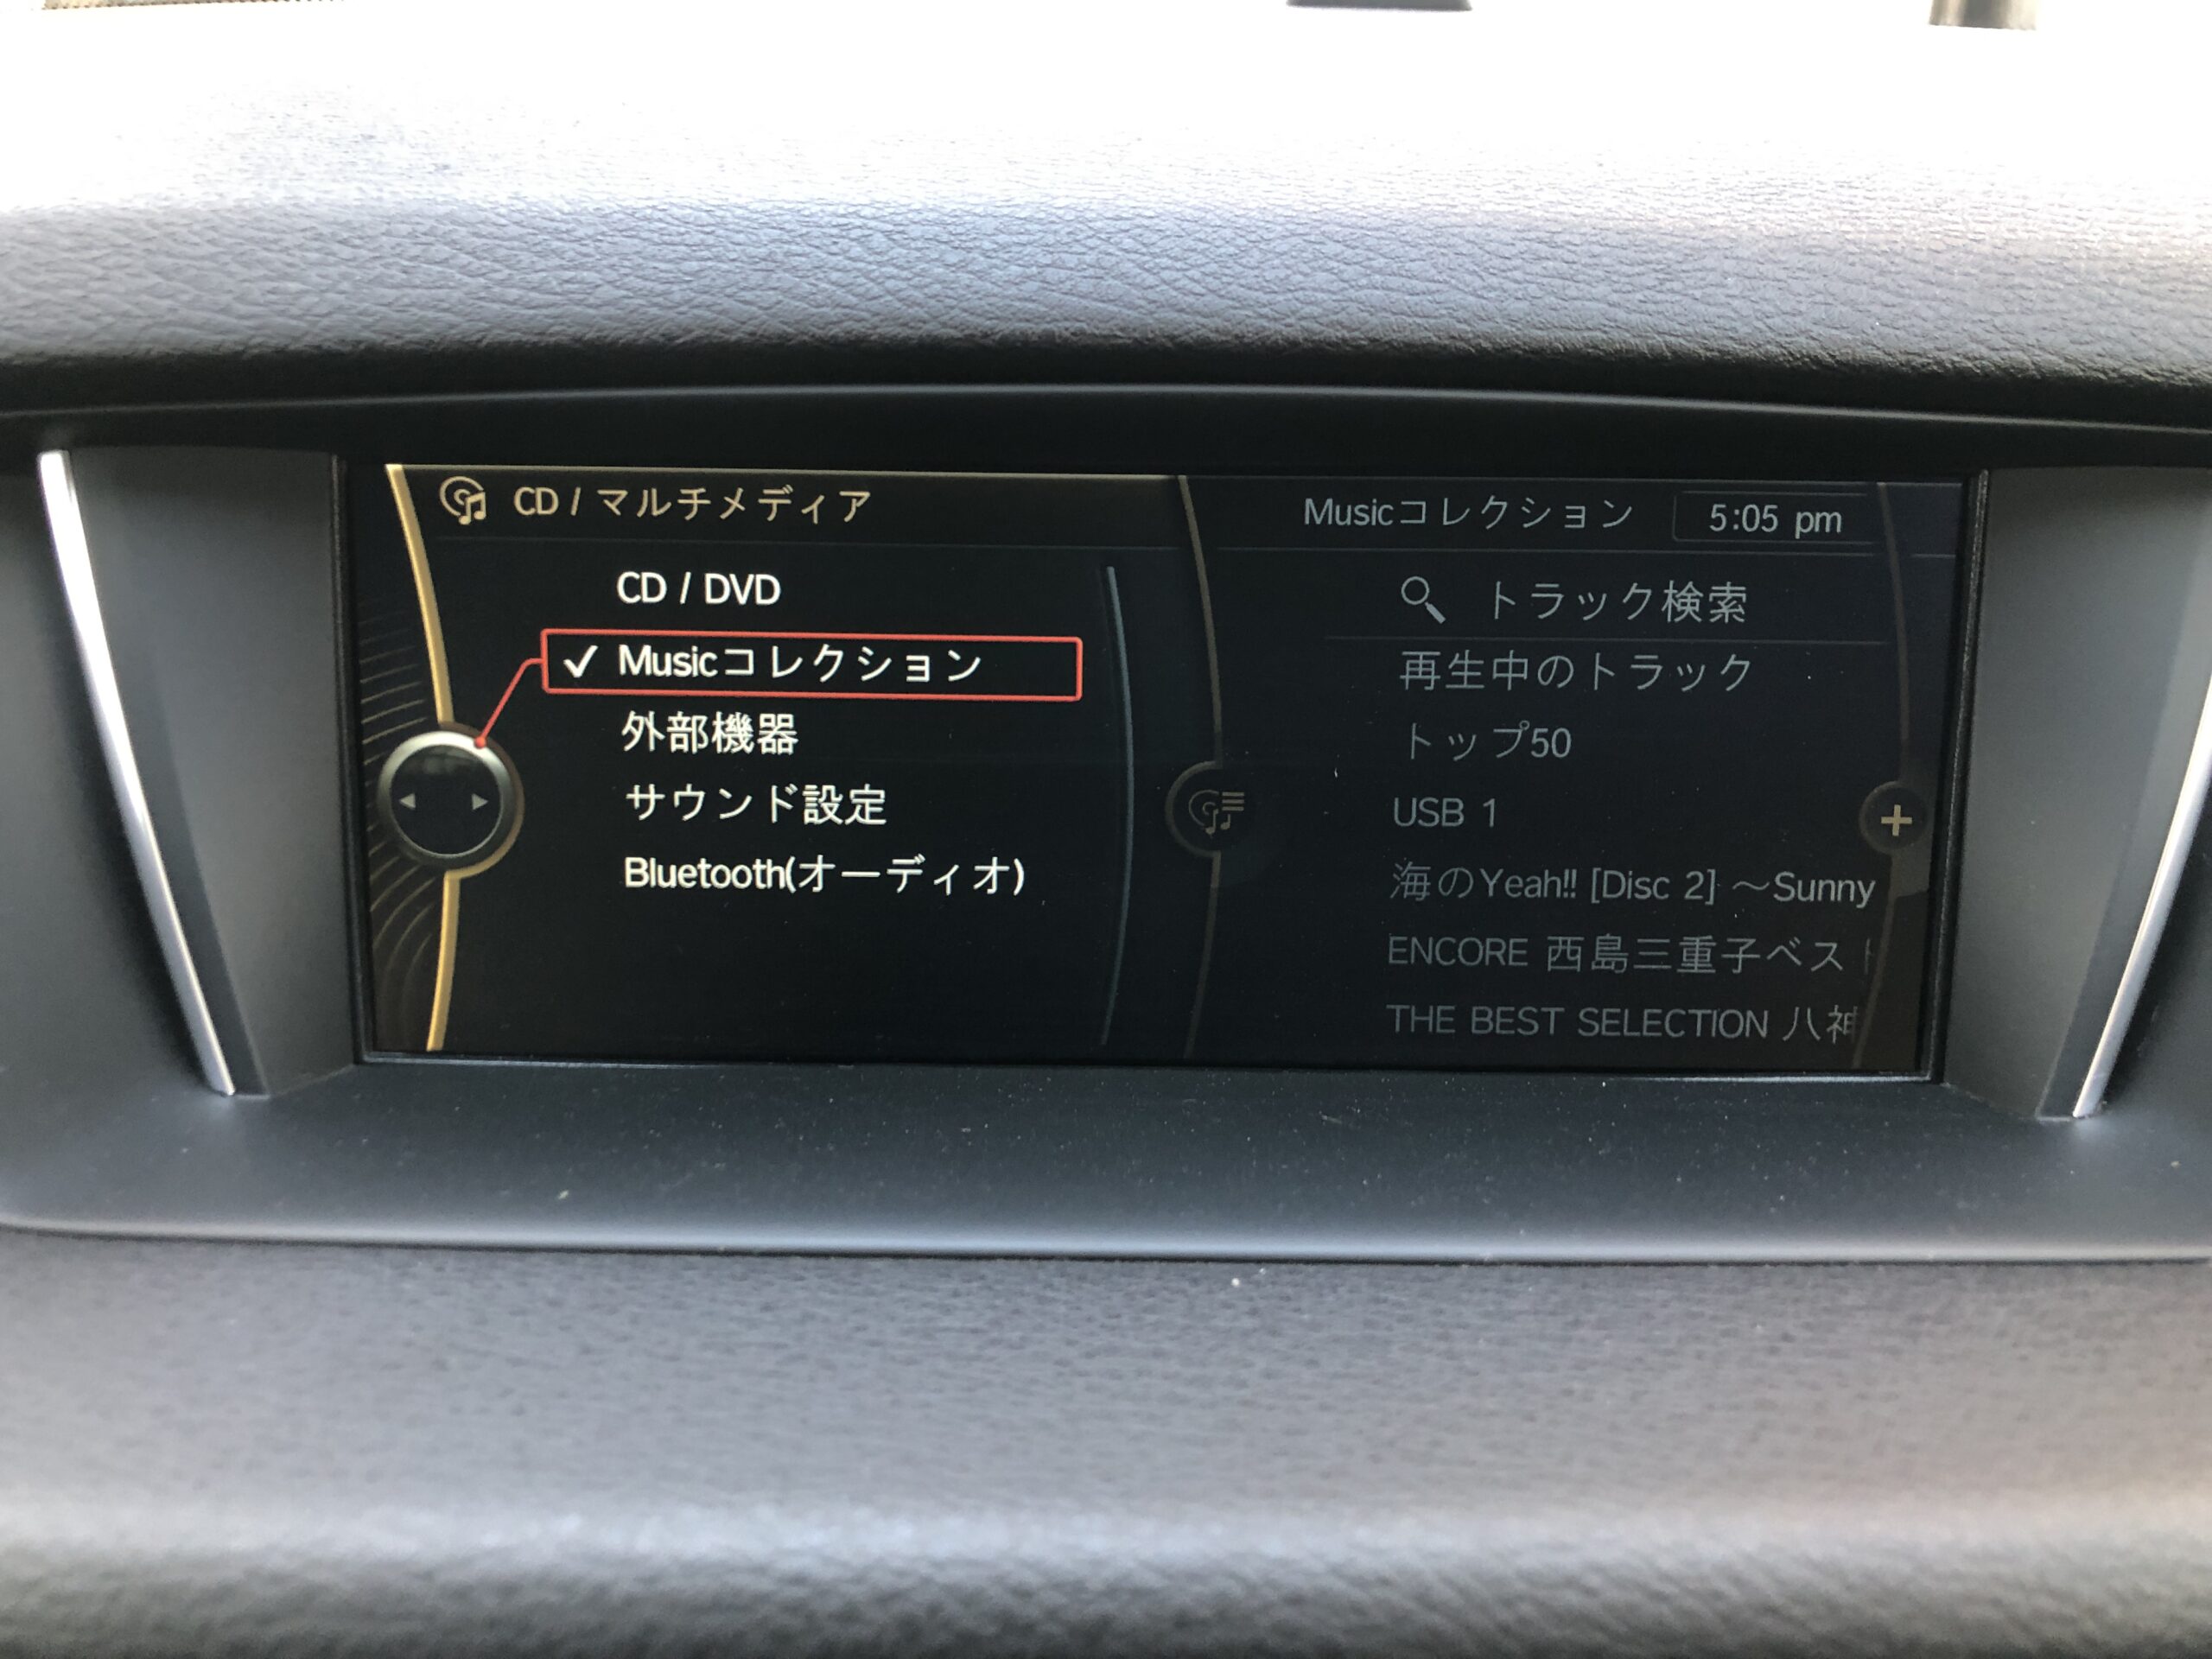 CD / マルチメディア
CD / DVD
Musicコレクション
外部機器
サウンド設定
Bluetooth(オーディオ)
Musicコレクション
5:05 pm
トラック検索
再生中のトラック
トップ50
USB 1
海のYeah!! [Disc 2] ～Sunny
ENCORE 西島三重子ベスト
THE BEST SELECTION 八神